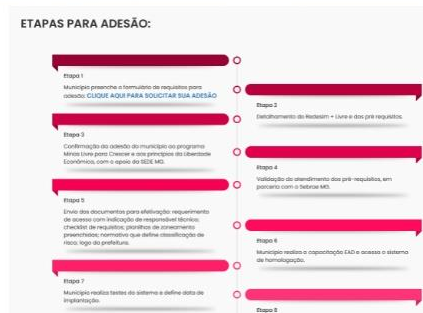 ETAPAS PARA ADESÃO:
Etapa 1
Município preenche o formulário de requisitos para
adesão: CLIQUE AQUI PARA SOLICITAR SUA ADESÃO
Etapa 2
Detalhamento do Redesim + Livre e dos pré requisitos.
Etapa 3
Confirmação da adesão do município ao programa
Minas Livre para Crescer e aos princípios da Liberdade
Econômica, com o apoio da SEDE MG.
Etapa 4
Validação do atendimento dos pré-requisitos, em
parceria com o Sebrae MG.
Etapa 5
Envio dos documentos para efetivação: requerimento
de acesso com indicação de responsável técnico;
checklist de requisitos; planilhas de zoneamento
preenchidas; normativa que define classificação de
risco; logo da prefeitura.
Etapa 6
Município realiza a capacitação EAD e acessa o sistema
de homologação.
Etapa 7
Município realiza testes do sistema e define data de
implantação.
Etapa 8